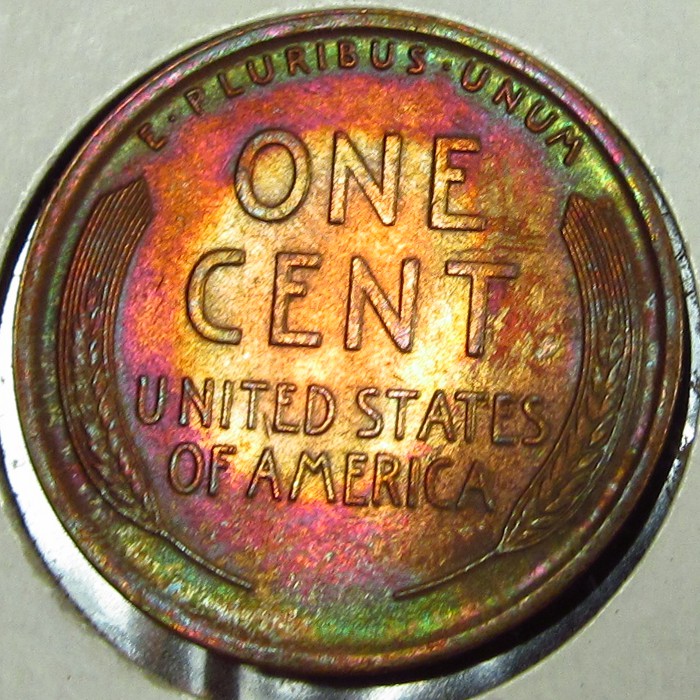 E·PLURIBUS·UNUM
ONE
CENT
UNITED STATES
OF AMERICA